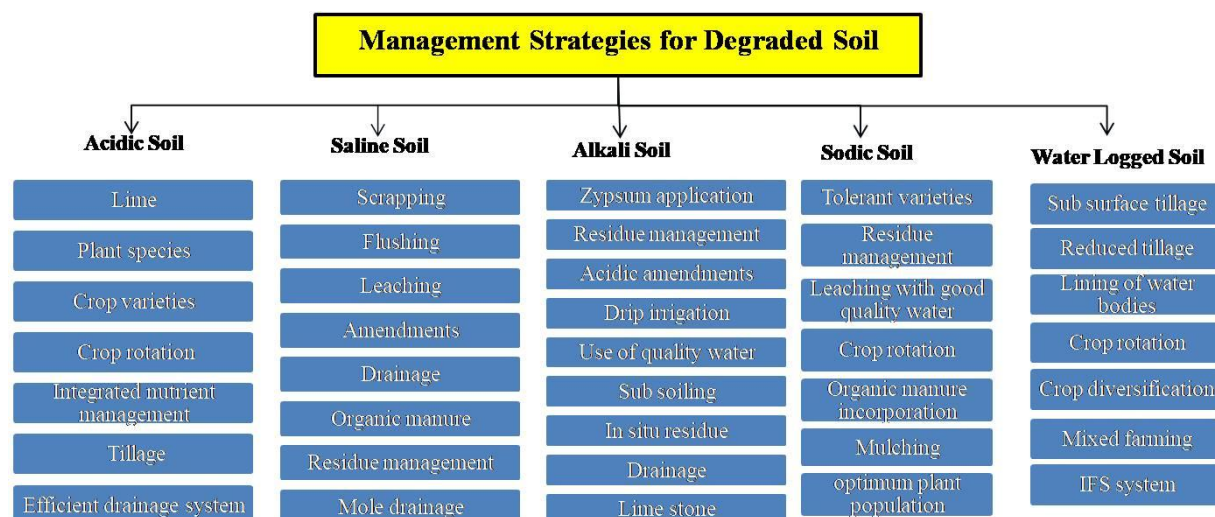 Management Strategies for Degraded Soil
Acidic Soil
Lime
Plant species
Crop varieties
Crop rotation
Integrated nutrient
management
Tillage
Efficient drainage system
Saline Soil
Scrapping
Flushing
Leaching
Amendments
Drainage
Organic manure
Residue management
Mole drainage
Alkali Soil
Zypsum application
Residue management
Acidic amendments
Drip irrigation
Use of quality water
Sub soiling
In situ residue
Drainage
Lime stone
Sodic Soil
Tolerant varieties
Residue
management
Leaching with good
quality water
Crop rotation
Organic manure
incorporation
Mulching
optimum plant
population
Water Logged Soil
Sub surface tillage
Reduced tillage
Lining of water
bodies
Crop rotation
Crop diversification
Mixed farming
IFS system